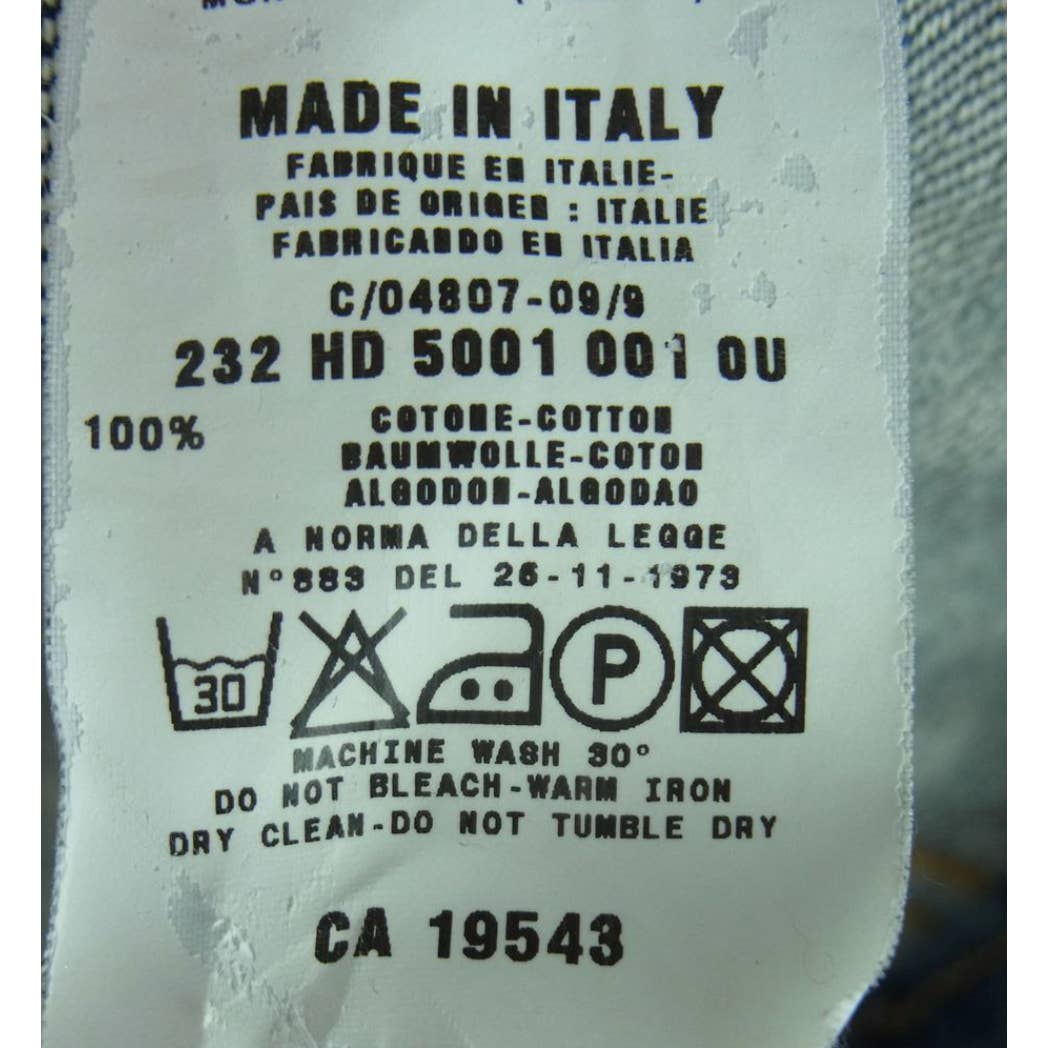 MADE IN ITALY
FABRIQUE EN ITALIE-
PAIS DE ORIGEN : ITALIE
FABRICANDO EN ITALIA
C/04807-09/9
232 HD 5001 001 0U
100% COTONE-COTTON
BAUMWOLLE-COTON
ALGODON-ALGODAO
A NORMA DELLA LEGGE
N°883 DEL 26-11-1973
30 P
MACHINE WASH 30°
DO NOT BLEACH-WARM IRON
DRY CLEAN-DO NOT TUMBLE DRY
CA 19543